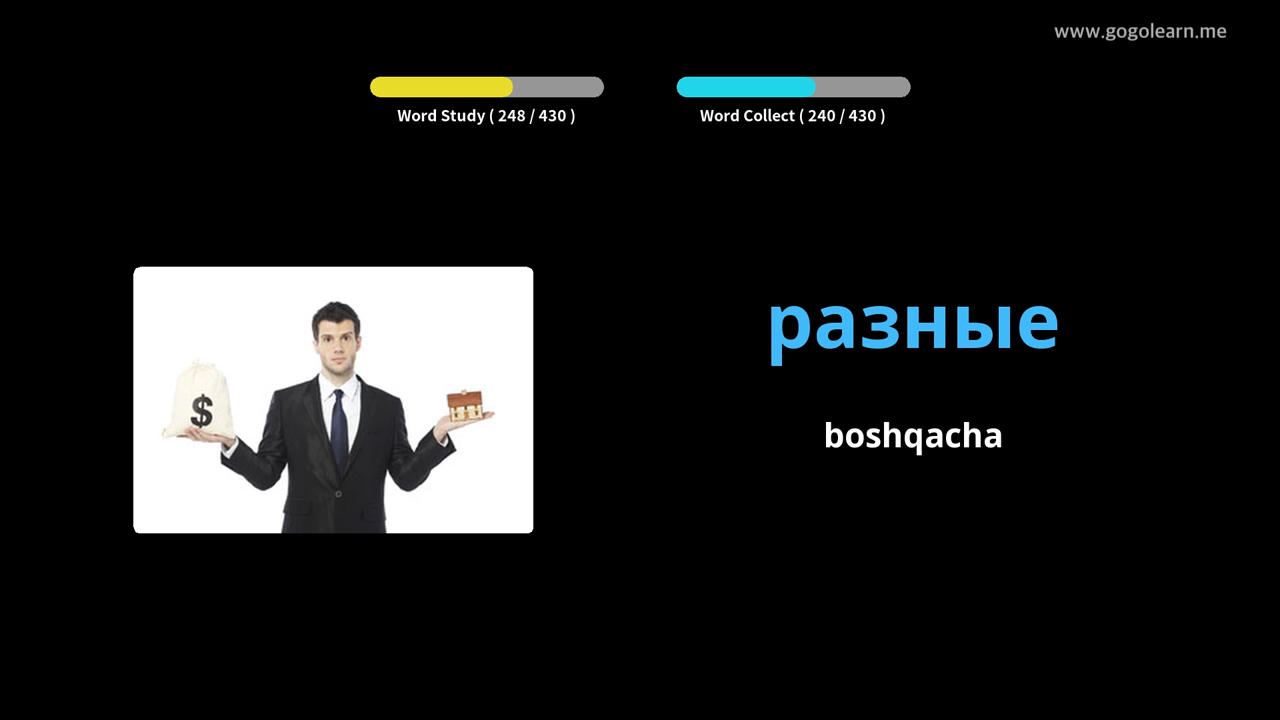 www.gogolearn.me
Word Study ( 248 / 430 )
Word Collect ( 240 / 430 )
$
разные
boshqacha